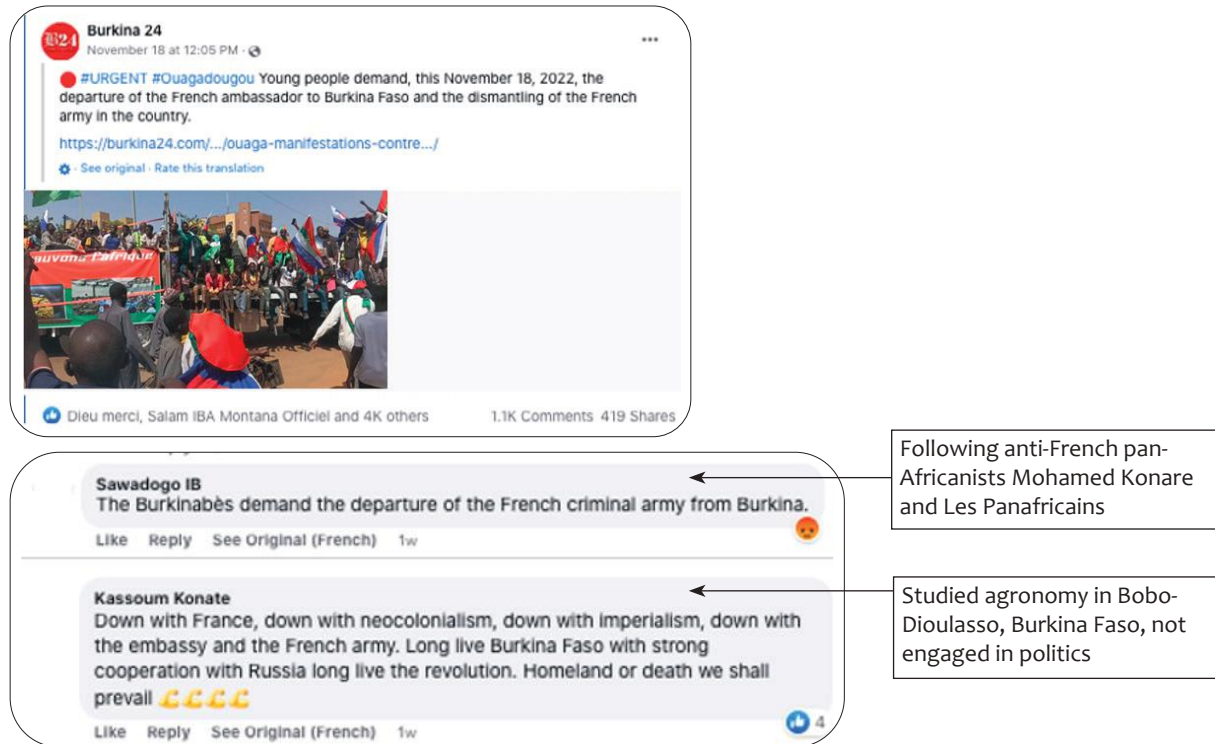 B24
Burkina 24
November 18 at 12:05 PM ·
#URGENT #Ouagadougou Young people demand, this November 18, 2022, the
departure of the French ambassador to Burkina Faso and the dismantling of the French
army in the country.
https://burkina24.com/.../ouaga-manifestations-contre.../
· See original · Rate this translation
auvons l'afrique
Dieu merci, Salam IBA Montana Officiel and 4K others
1.1K Comments 419 Shares
Sawadogo IB
The Burkinabès demand the departure of the French criminal army from Burkina.
Like Reply See Original (French) 1w
Following anti-French pan-
Africanists Mohamed Konare
and Les Panafricains
Kassoum Konate
Down with France, down with neocolonialism, down with imperialism, down with
the embassy and the French army. Long live Burkina Faso with strong
cooperation with Russia long live the revolution. Homeland or death we shall
prevail
Like Reply See Original (French) 1w
4
Studied agronomy in Bobo-
Dioulasso, Burkina Faso, not
engaged in politics